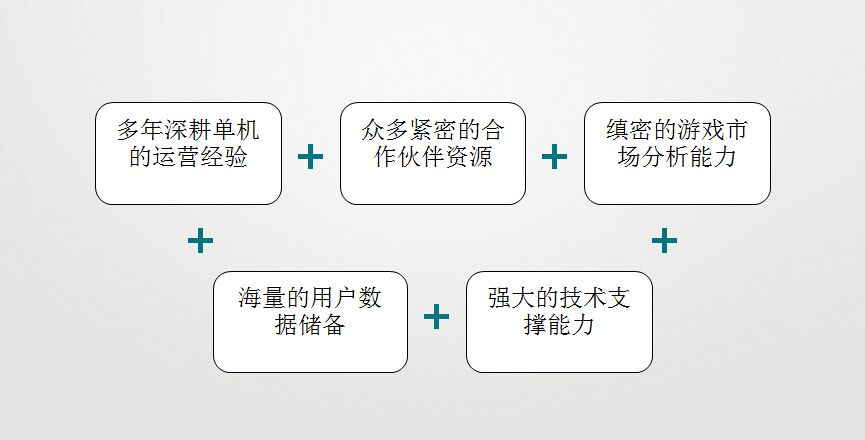 多年深耕单机
的运营经验
众多紧密的合
作伙伴资源
缜密的游戏市
场分析能力
海量的用户数
据储备
强大的技术支
撑能力